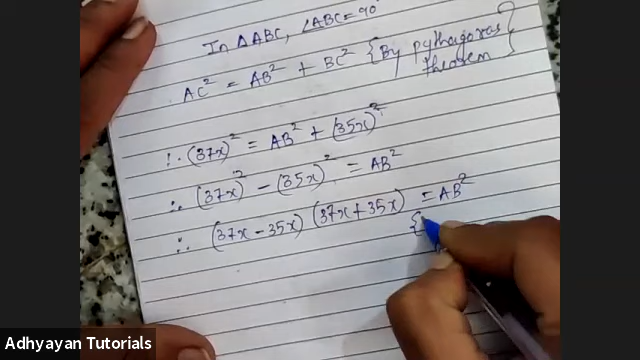 In ΔABC, ∠ABC = 90°
AC² = AB² + BC² {By pythagoras theorem}
∴ (37x)² = AB² + (35x)²
∴ (37x)² - (35x)² = AB²
∴ (37x - 35x) (37x + 35x) = AB²
{
Adhyayan Tutorials